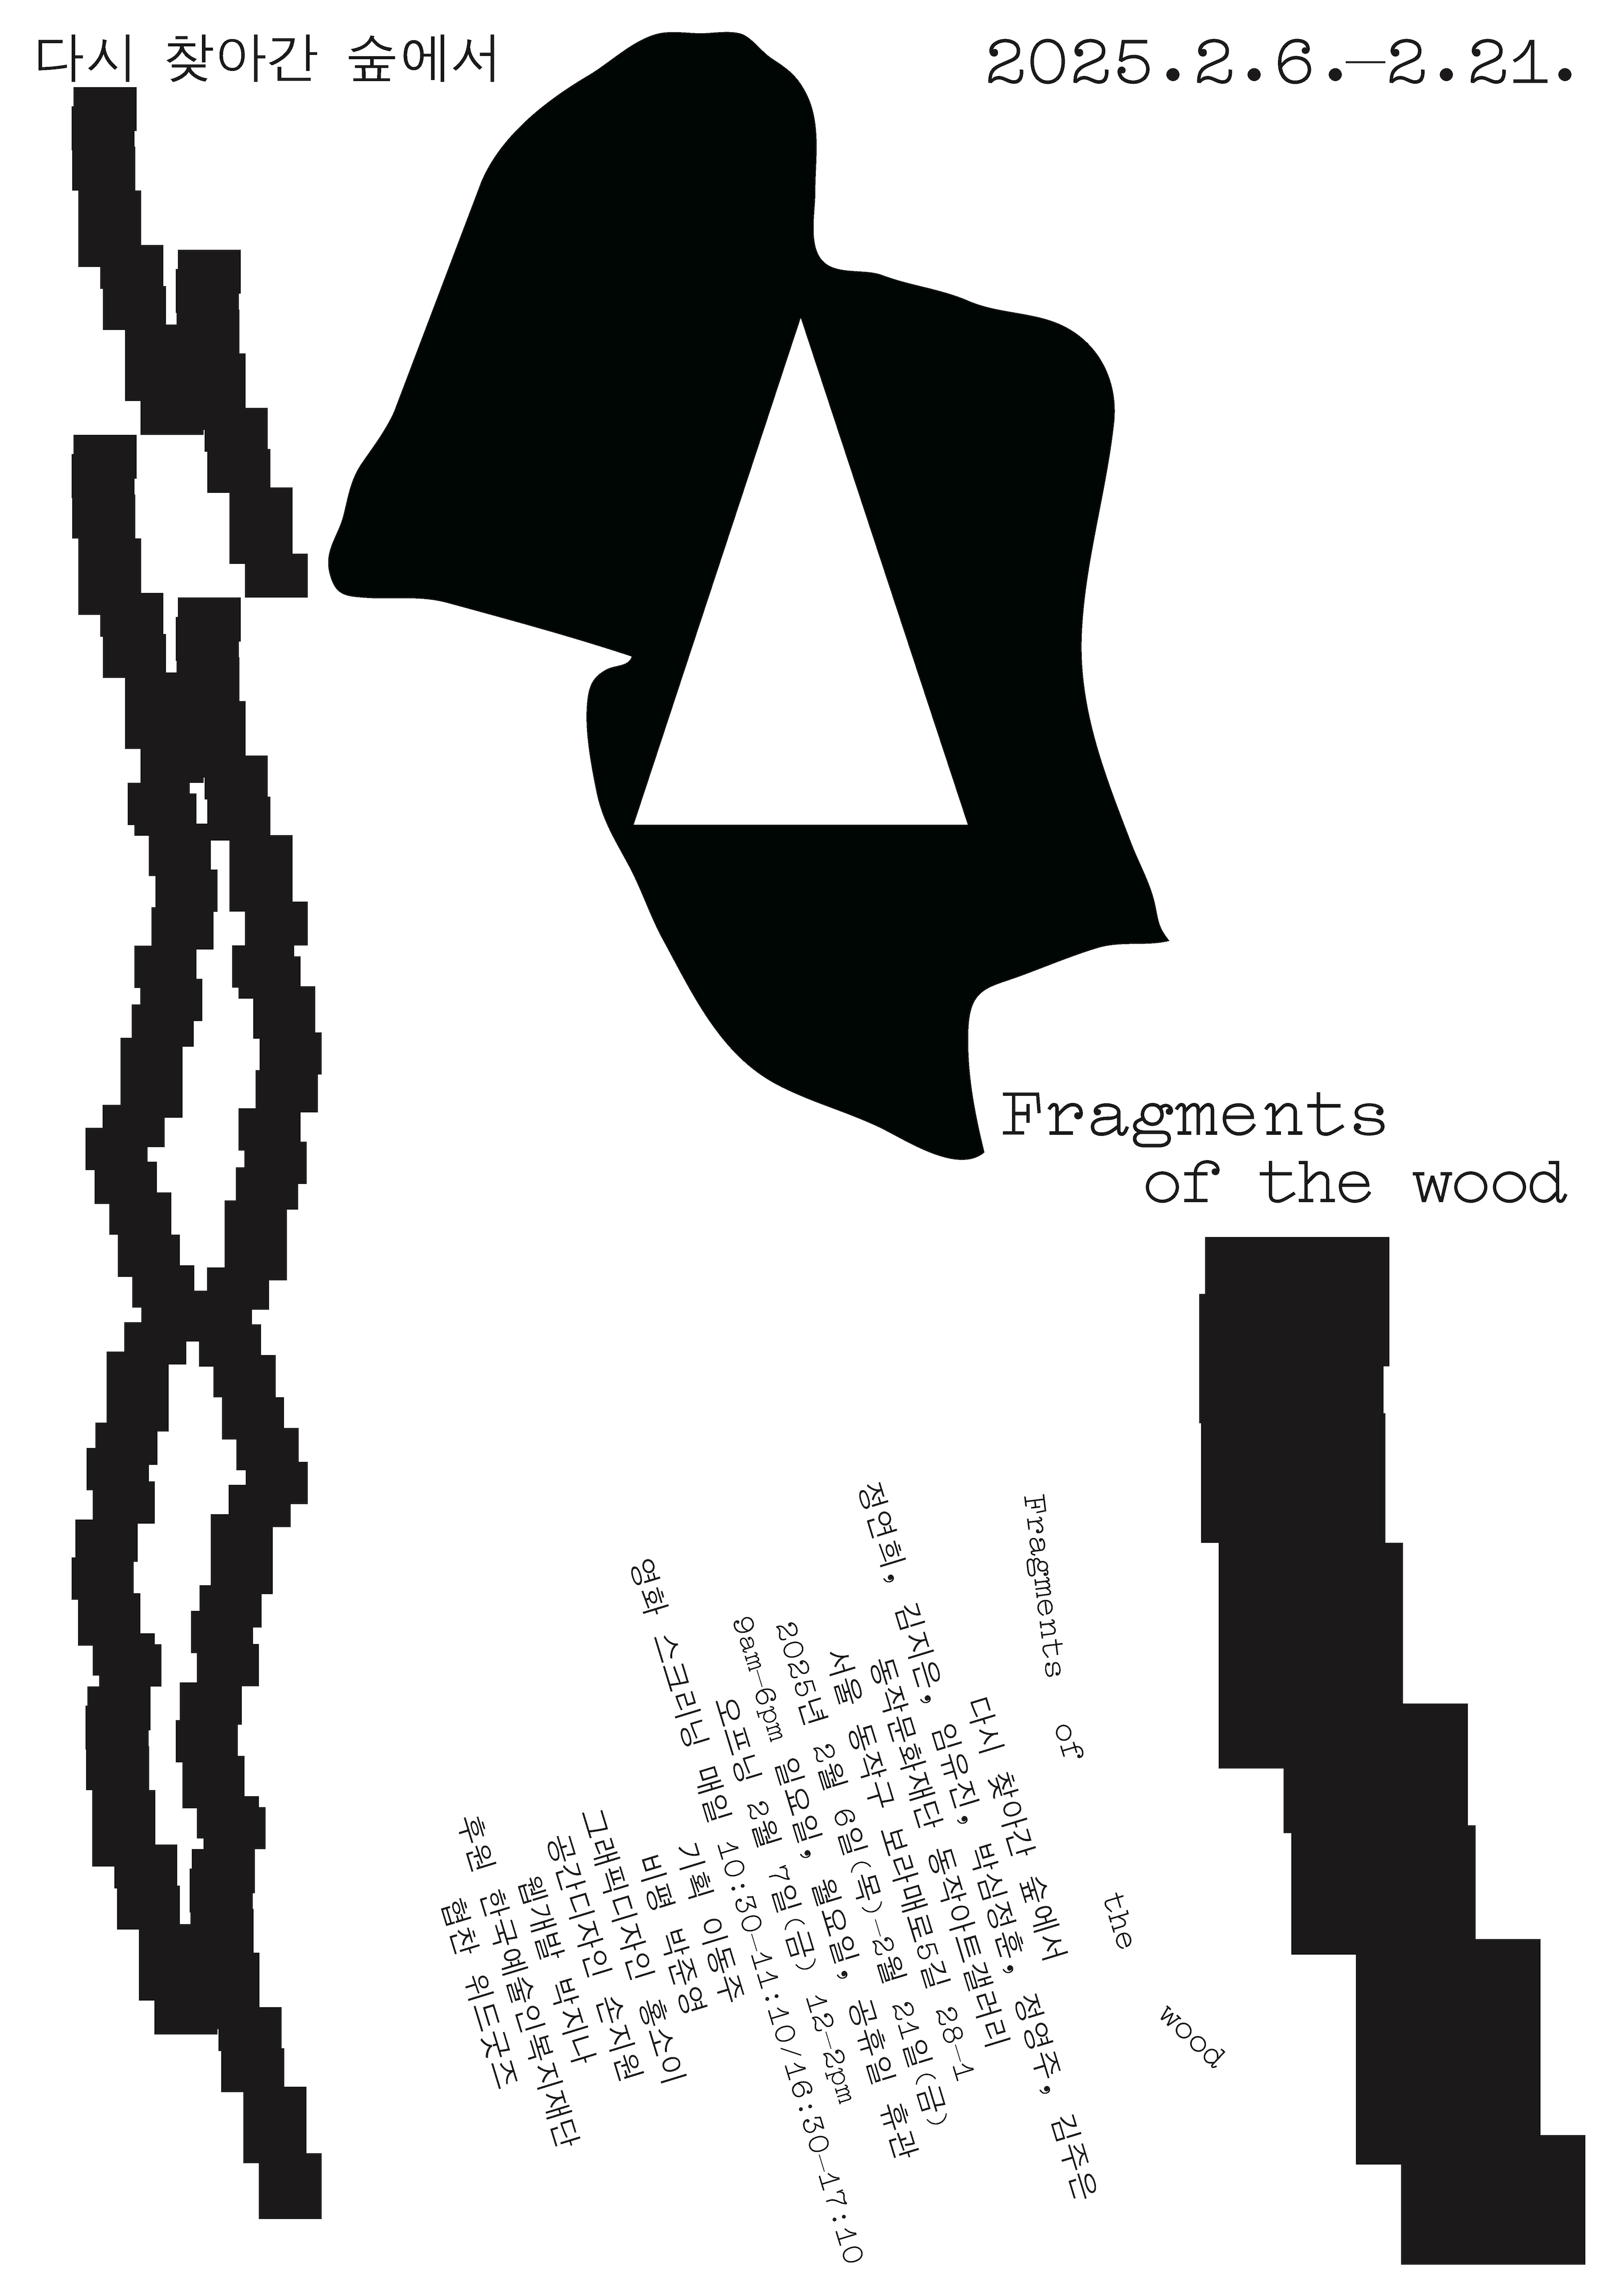 다시 찾아간 숲에서
2025.2.6.—2.21.
Fragments
of the wood
Fragments of the wood
다시 찾아간 숲에서
정연희, 김지은, 임유진, 박심정훈, 정영주, 김주은
동작문화재단 동작아트갤러리
서울 동작구 보라매로5길 28-1
2025년 2월 6일(목)-2월 21일(금)
9am-6pm 일요일, 월요일, 공휴일 휴관
오프닝 2월 7일(금) 12-2pm
영화 스크리닝 매일 10:30-11:10/16:30-17:10
기획 이동주
비평 박준영
그래픽디자인 홍소이
공간디자인 손지원
웹개발 박지나
후원 한국예술인복지재단
협찬 위드굿즈